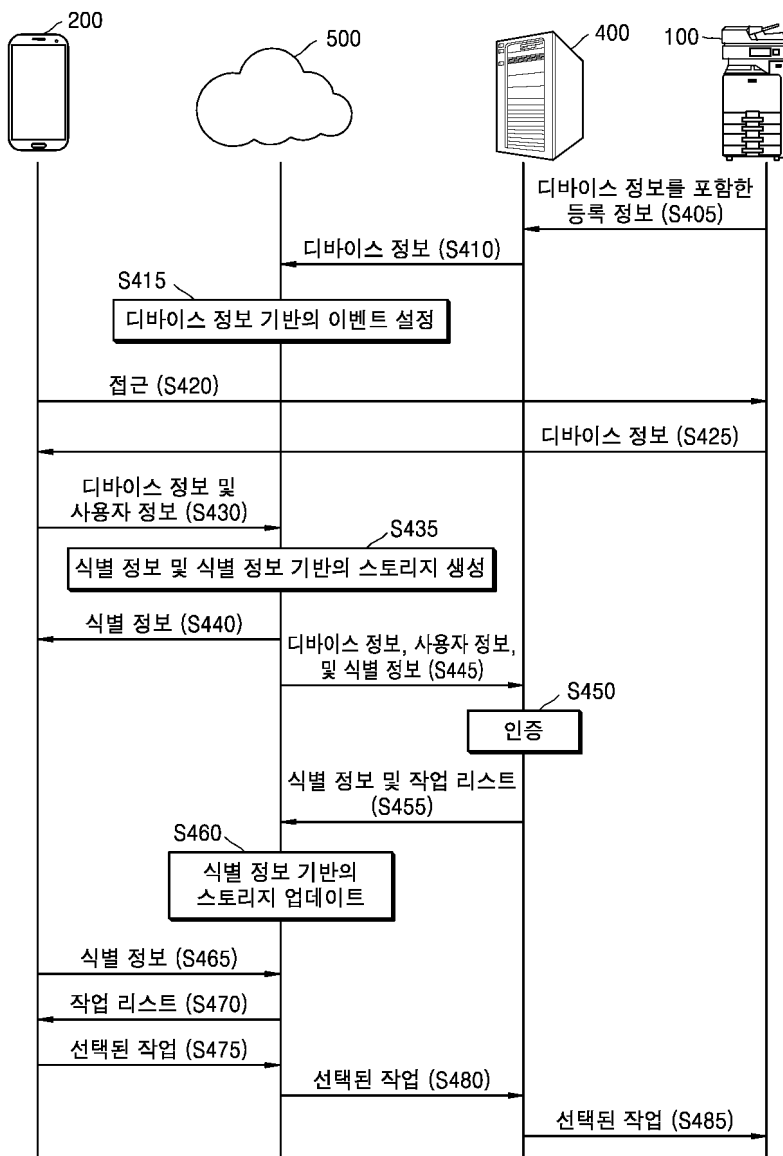 200
500
400
100
디바이스 정보를 포함한
등록 정보 (S405)
디바이스 정보 (S410)
S415
디바이스 정보 기반의 이벤트 설정
접근 (S420)
디바이스 정보 (S425)
디바이스 정보 및
사용자 정보 (S430)
S435
식별 정보 및 식별 정보 기반의 스토리지 생성
식별 정보 (S440)
디바이스 정보, 사용자 정보,
및 식별 정보 (S445)
S450
인증
식별 정보 및 작업 리스트
(S455)
S460
식별 정보 기반의
스토리지 업데이트
식별 정보 (S465)
작업 리스트 (S470)
선택된 작업 (S475)
선택된 작업 (S480)
선택된 작업 (S485)